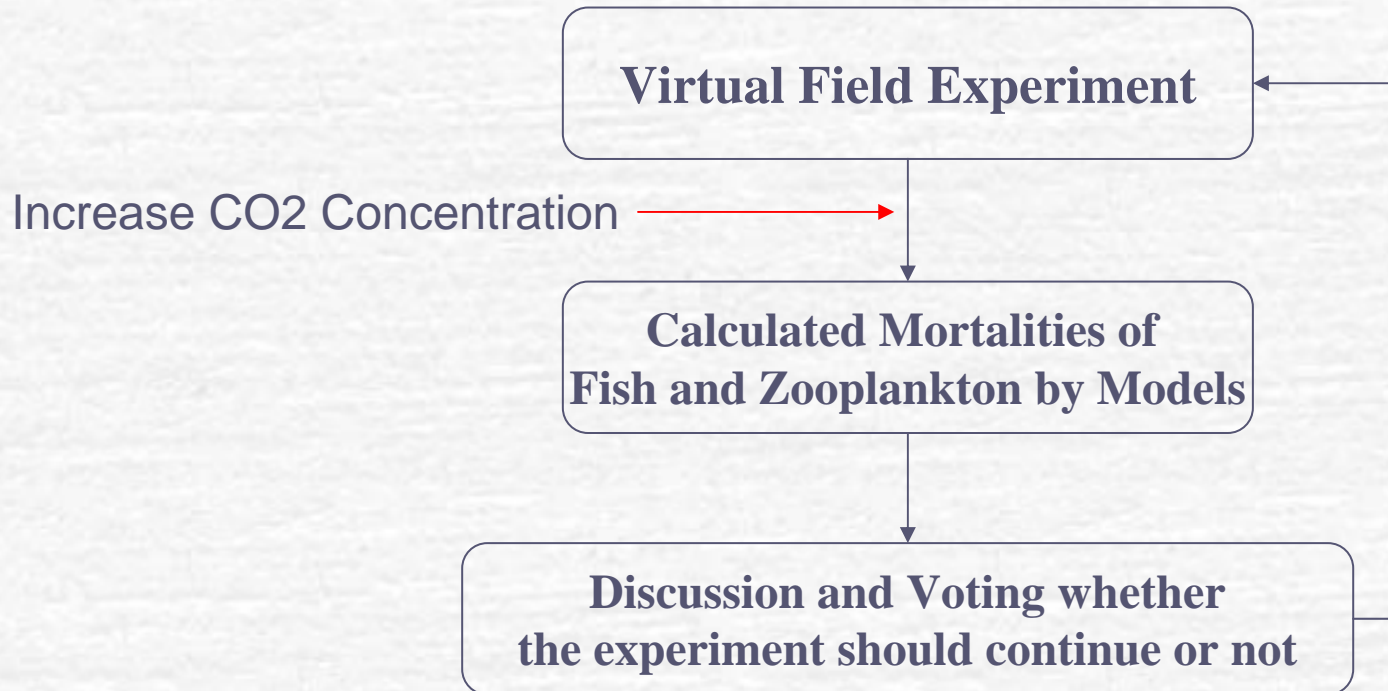 Virtual Field Experiment
Increase CO2 Concentration
Calculated Mortalities of
Fish and Zooplankton by Models
Discussion and Voting whether
the experiment should continue or not